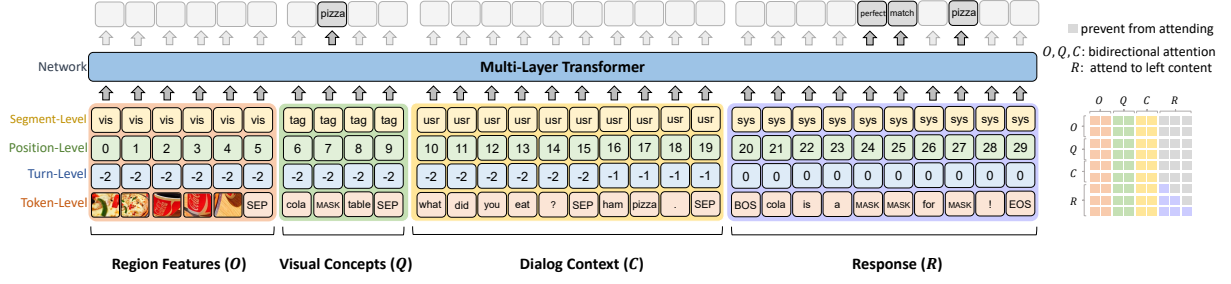 pizza perfect match pizza
prevent from attending
O, Q, C: bidirectional attention
R: attend to left content
Network Multi-Layer Transformer
Segment-Level vis vis vis vis vis vis tag tag tag tag usr usr usr usr usr usr usr usr usr usr sys sys sys sys sys sys sys sys sys sys
Position-Level 0 1 2 3 4 5 6 7 8 9 10 11 12 13 14 15 16 17 18 19 20 21 22 23 24 25 26 27 28 29
Turn-Level -2 -2 -2 -2 -2 -2 -2 -2 -2 -2 -2 -2 -2 -2 -2 -2 -1 -1 -1 -1 0 0 0 0 0 0 0 0 0 0
Token-Level SEP cola MASK table SEP what did you eat ? SEP ham pizza . SEP BOS cola is a MASK MASK for MASK ! EOS
Region Features (O) Visual Concepts (Q) Dialog Context (C) Response (R)
O Q C R
O
Q
C
R